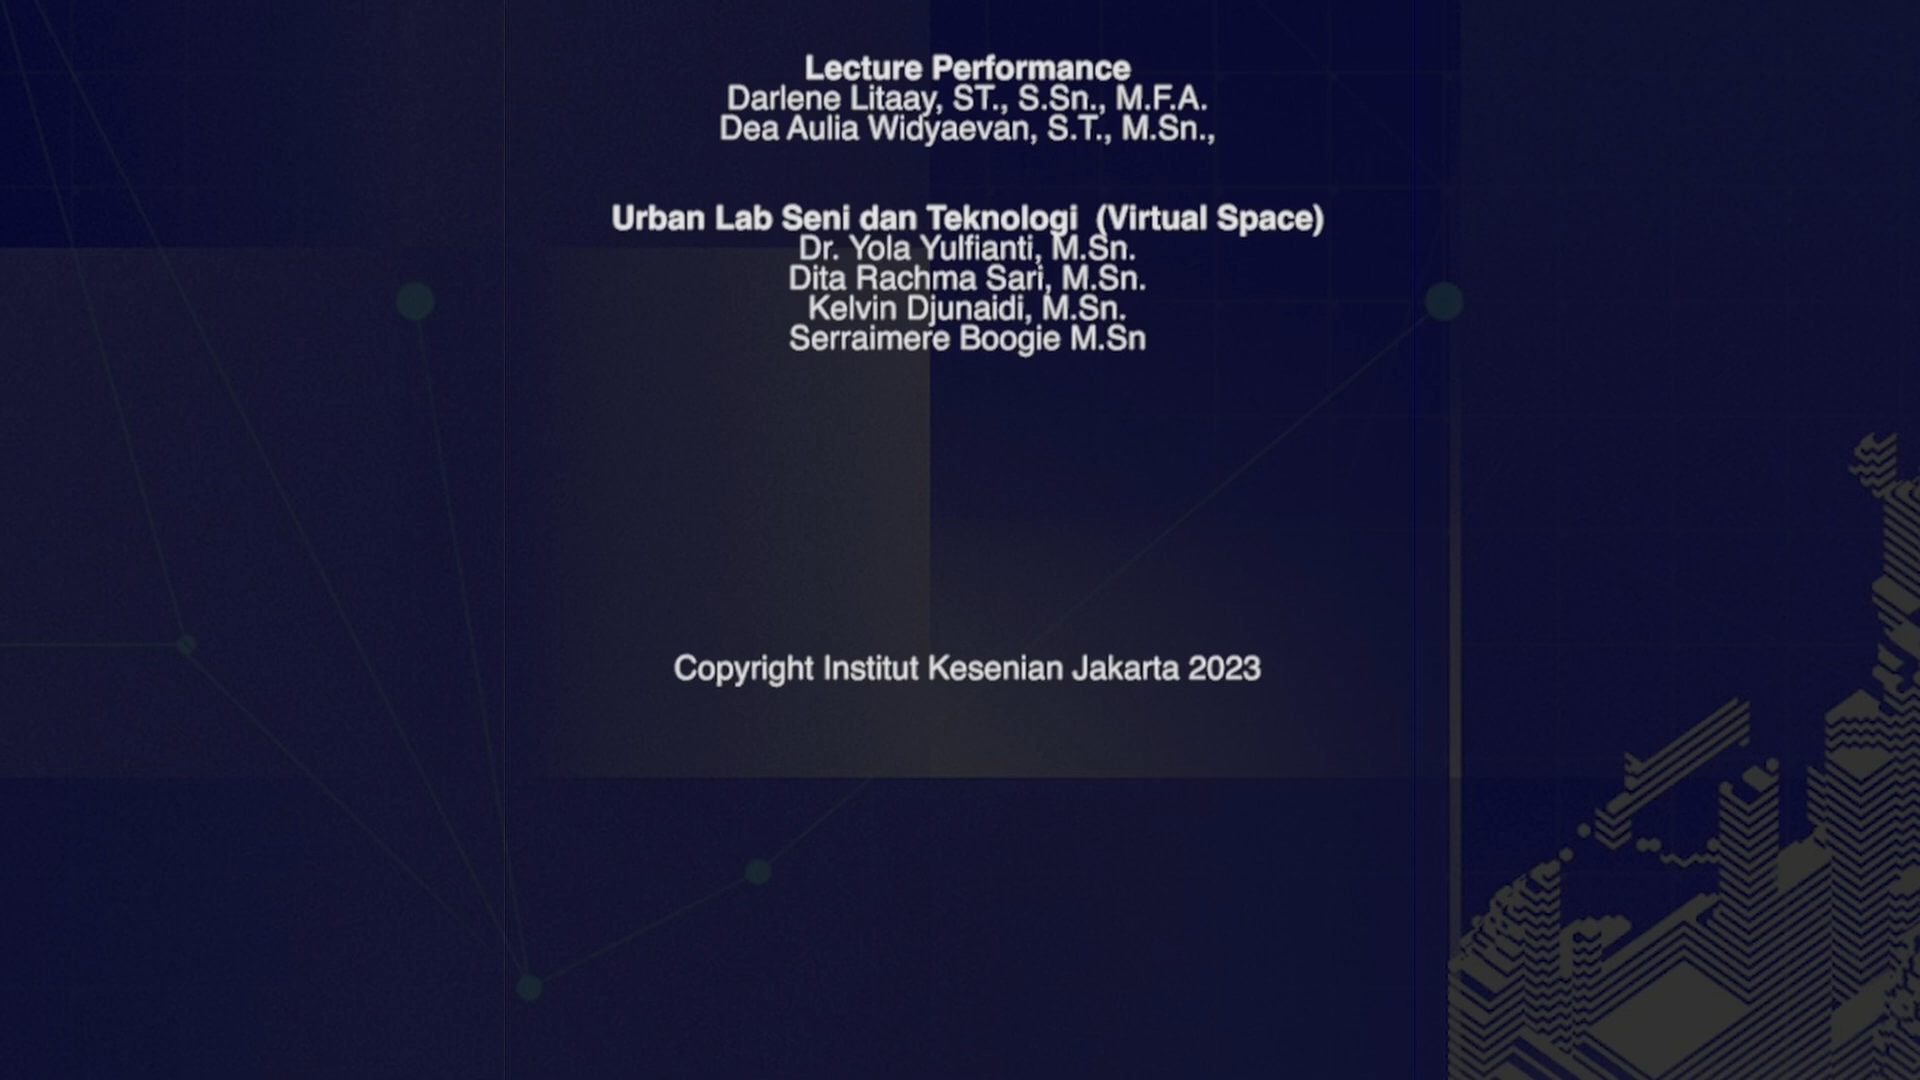 Lecture Performance
Darlene Litaay, ST., S.Sn., M.F.A.
Dea Aulia Widyaevan, S.T., M.Sn.,
Urban Lab Seni dan Teknologi  (Virtual Space)
Dr. Yola Yulfianti, M.Sn.
Dita Rachma Sari, M.Sn.
Kelvin Djunaidi, M.Sn.
Serraimere Boogie M.Sn
Copyright Institut Kesenian Jakarta 2023